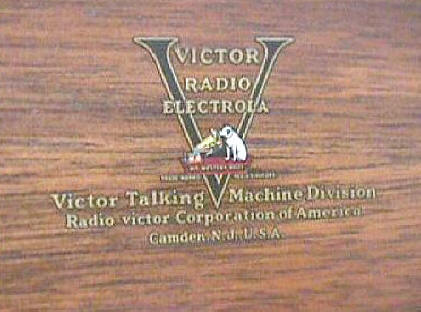 VICTOR
RADIO
ELECTROLA
Victor Talking Machine Division
Radio victor Corporation of America
Camden, N.J., U.S.A.